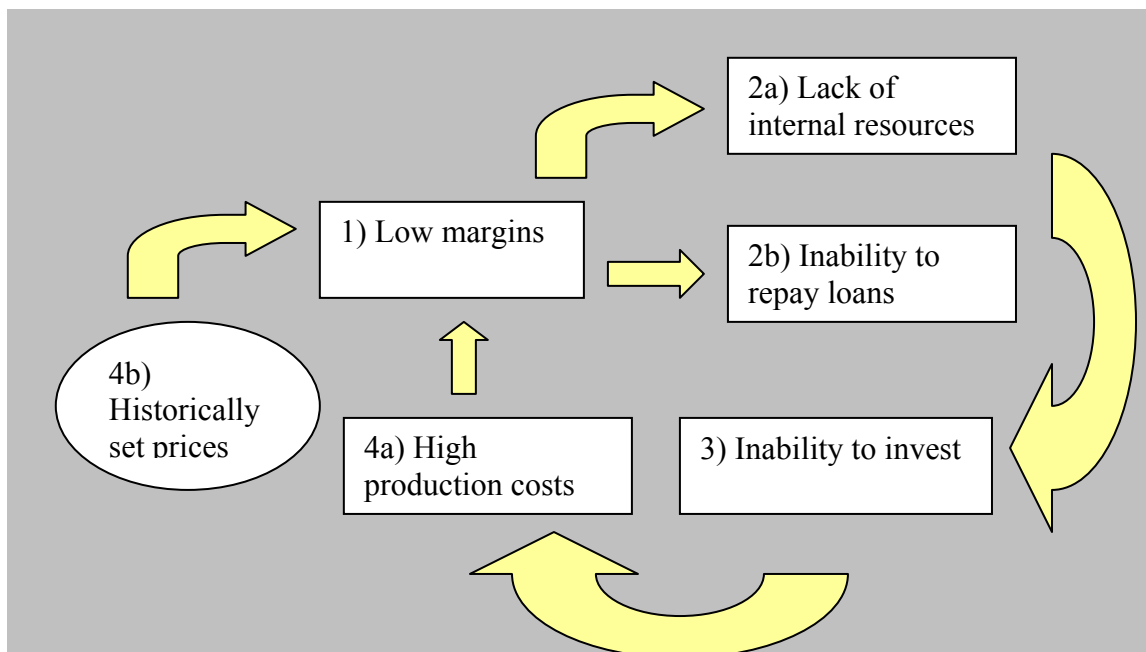 2a) Lack of
internal resources
1) Low margins
2b) Inability to
repay loans
4b)
Historically
set prices
4a) High
production costs
3) Inability to invest